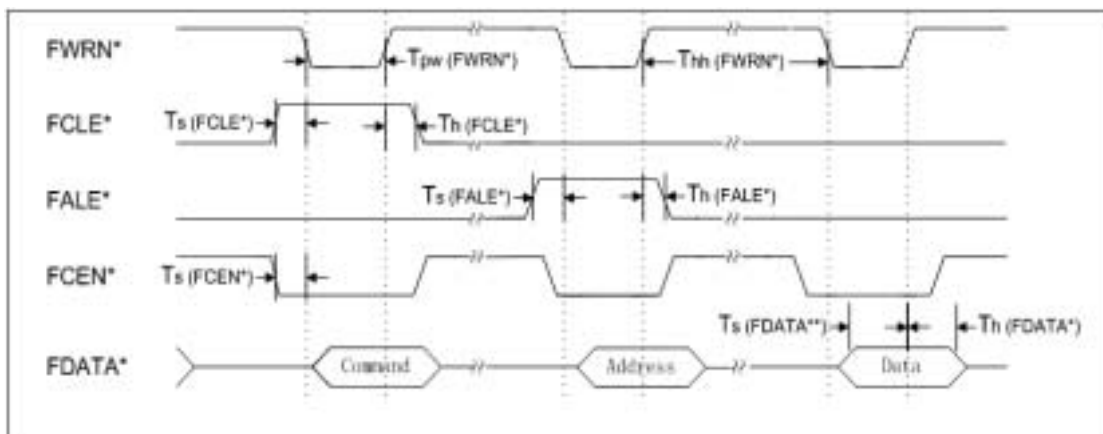 FWRN*
Tpw (FWRN*)
Thh (FWRN*)
FCLE*
Ts (FCLE*)
Th (FCLE*)
FALE*
Ts (FALE*)
Th (FALE*)
FCEN*
Ts (FCEN*)
Ts (FDATA**)
Th (FDATA*)
FDATA*
Command
Address
Data